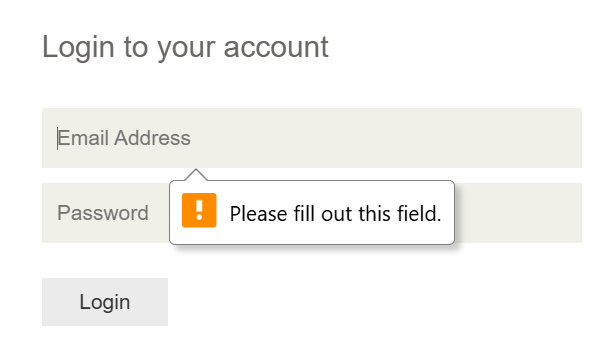 Login to your account
Email Address
Password
Please fill out this field.
Login